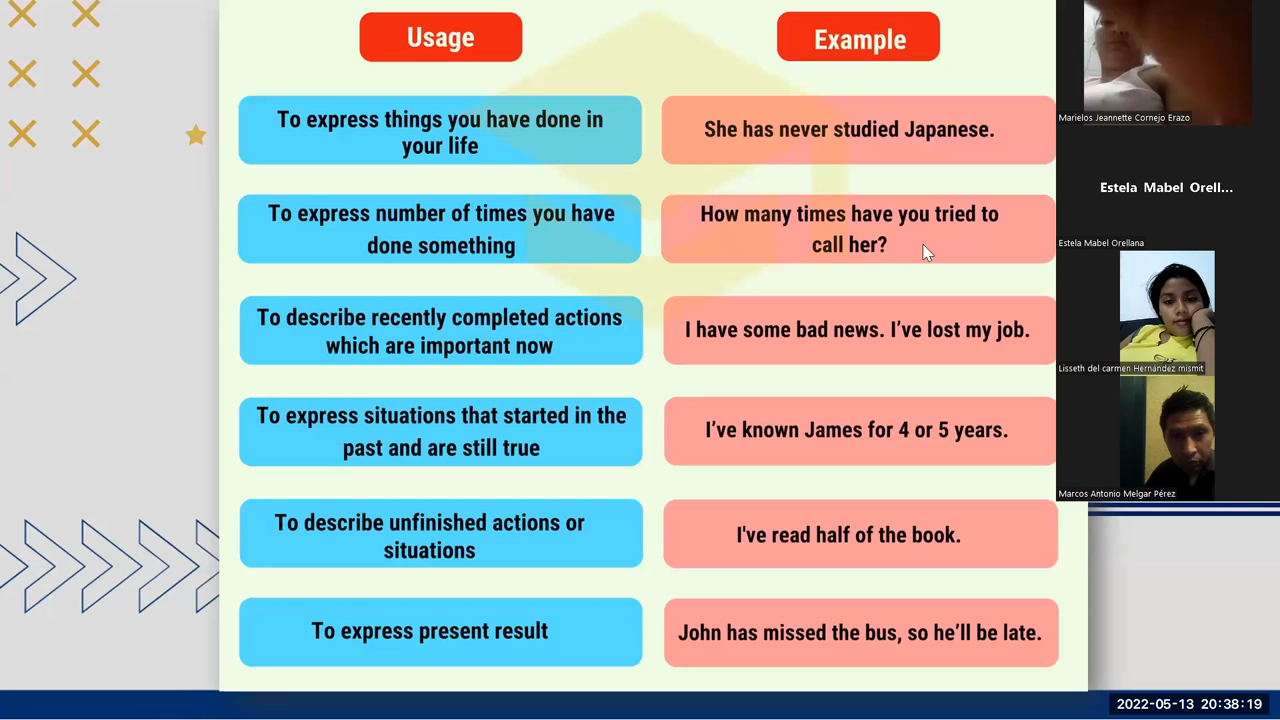 Usage
Example
To express things you have done in
your life
She has never studied Japanese.
To express number of times you have
done something
How many times have you tried to
call her?
To describe recently completed actions
which are important now
I have some bad news. I’ve lost my job.
To express situations that started in the
past and are still true
I’ve known James for 4 or 5 years.
To describe unfinished actions or
situations
I've read half of the book.
To express present result
John has missed the bus, so he’ll be late.
Marielos Jeannette Cornejo Erazo
Estela Mabel Orell...
Estela Mabel Orellana
Lisseth del carmen Hernández mismit
Marcos Antonio Melgar Pérez
2022-05-13 20:38:19